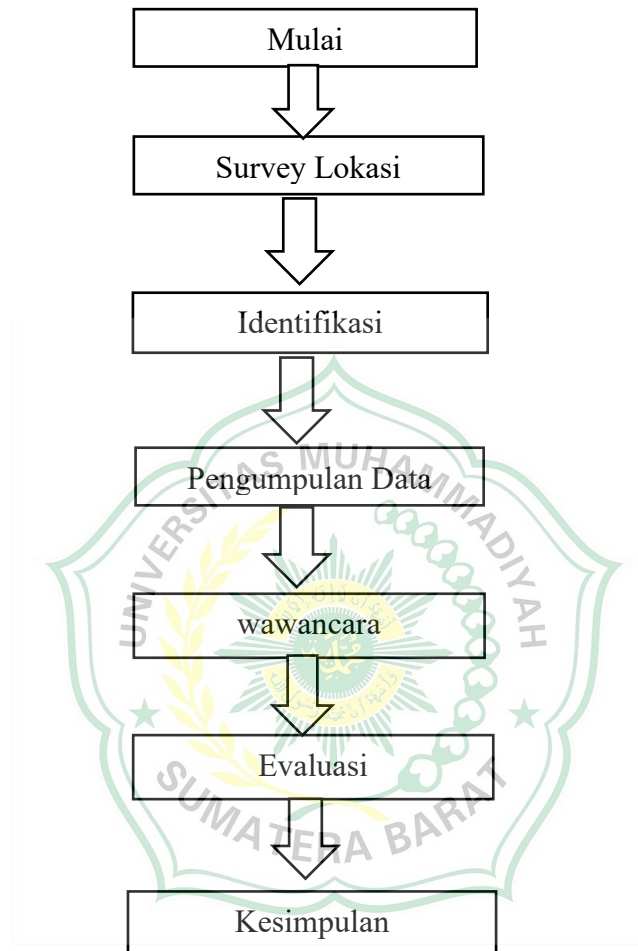 Mulai
Survey Lokasi
Identifikasi
Pengumpulan Data
wawancara
Evaluasi
Kesimpulan
UNIVERSITAS MUHAMMADIYAH
SUMATERA BARAT